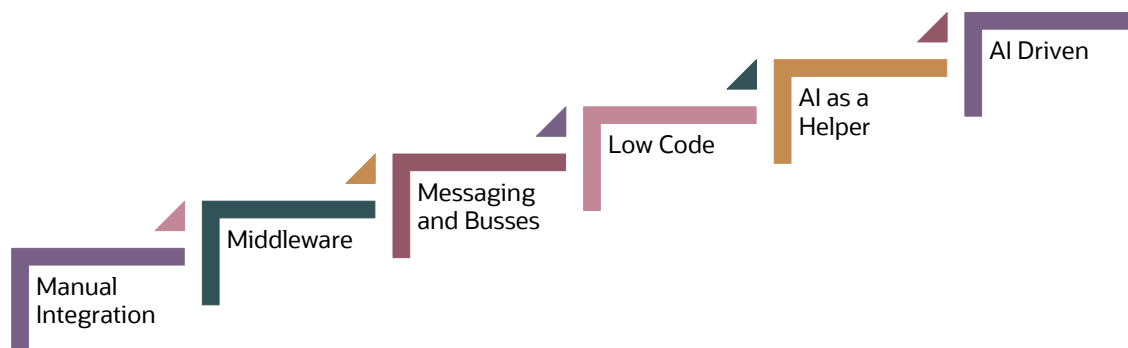 Manual
Integration
Middleware
Messaging
and Busses
Low Code
AI as a
Helper
AI Driven